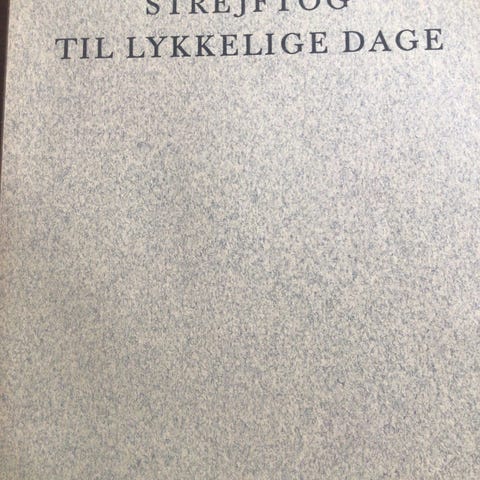 STREJFTOG
TIL LYKKELIGE DAGE